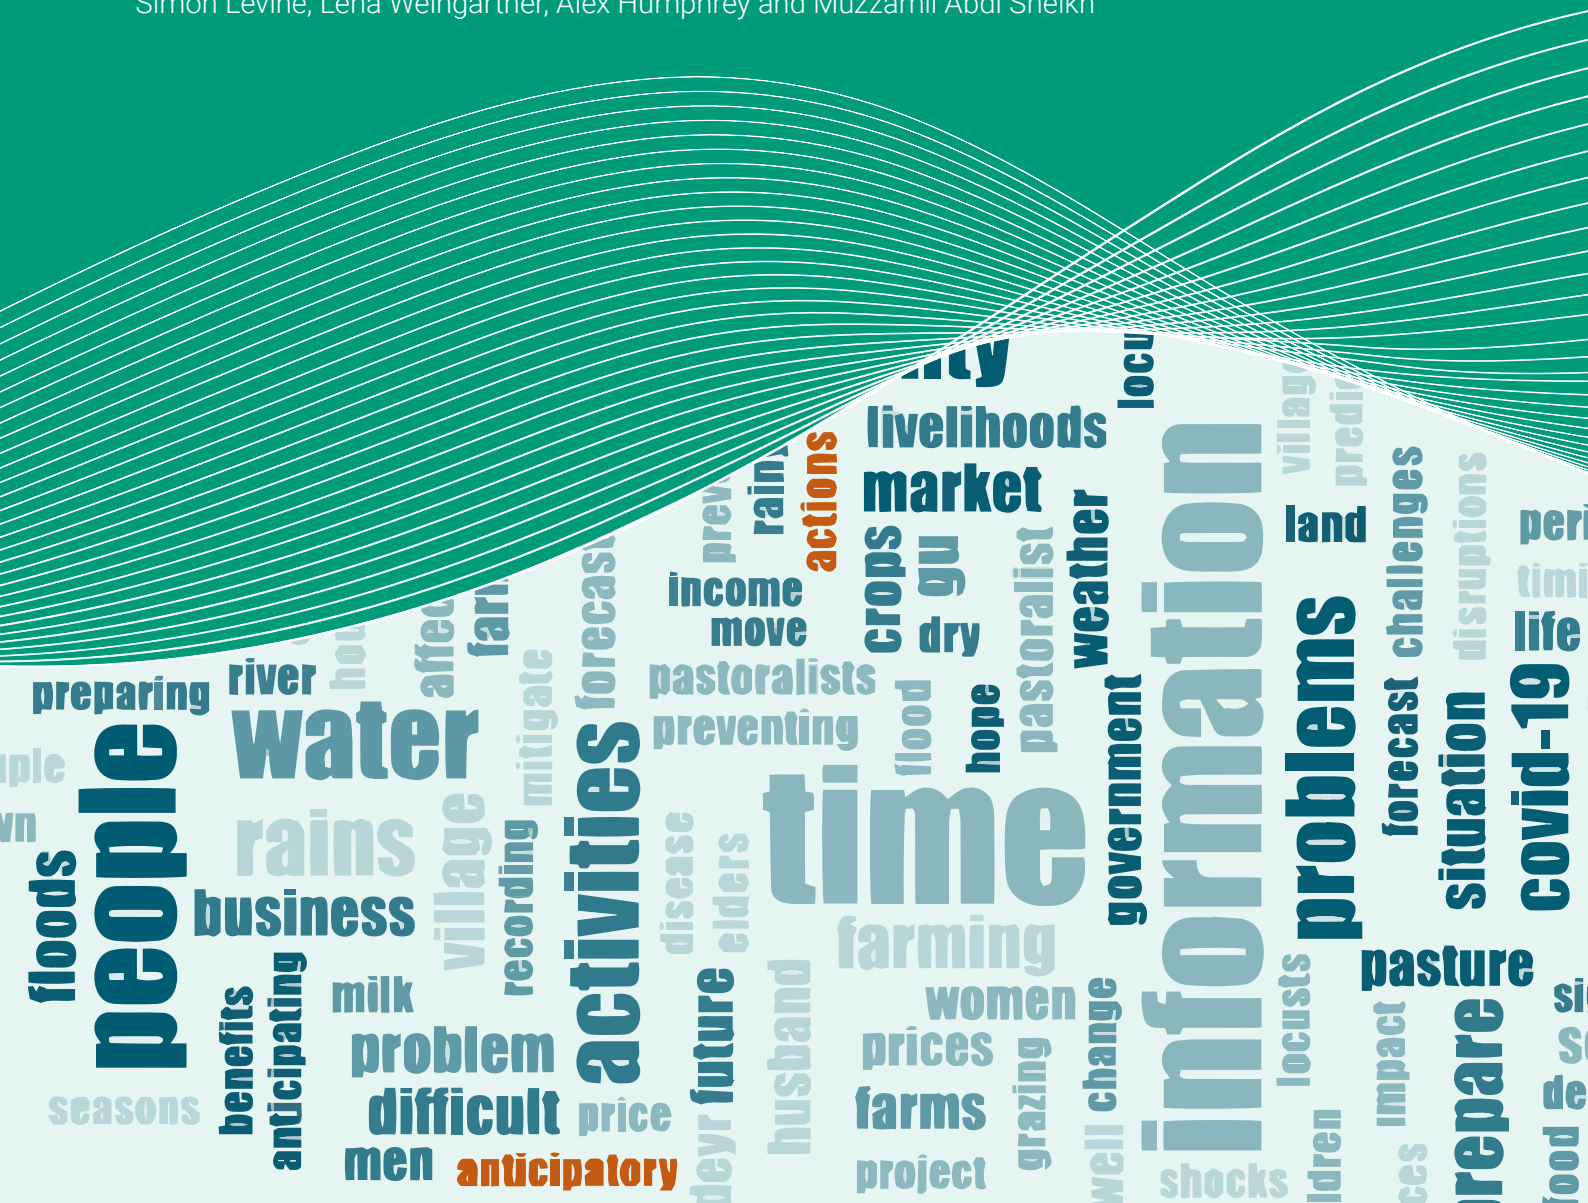 Simon Levine, Lena Weingärtner, Alex Humphrey and Muzzamil Abdi Sheikh
livelihoods
market
actions
income
move
crops
gu
dry
pastoralist
weather
information
land
challenges
disruptions
life
problems
preparing
river
water
mitigate
pastoralists
preventing
flood
hope
government
forecast
situation
covid-19
people
floods
rains
village
recording
activities
disease
elders
time
business
farming
pasture
benefits
anticipating
milk
problem
future
husband
women
prices
grazing
change
locusts
impact
seasons
difficult
price
farms
men
anticipatory
deyr
project
well
shocks